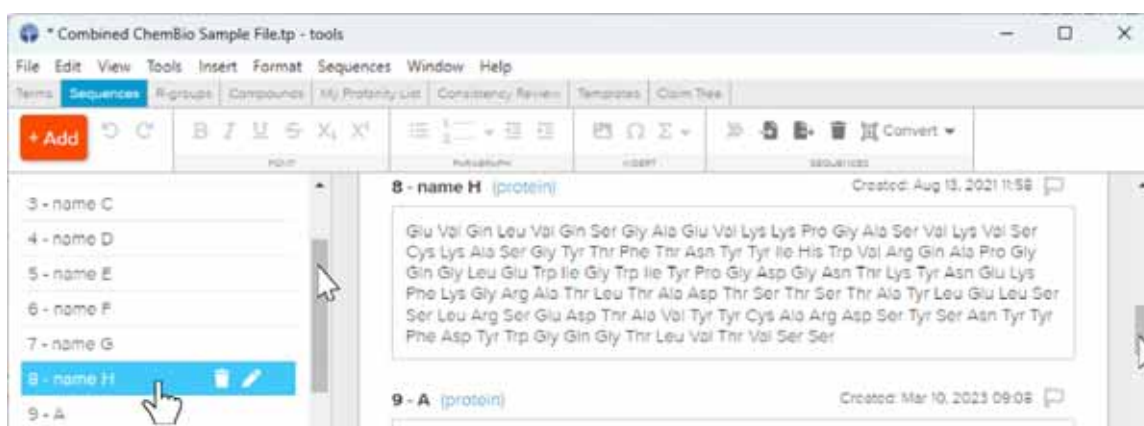 * Combined ChemBio Sample File.tp - tools
File Edit View Tools Insert Format Sequences Window Help
Terms Sequences R-groups Compounds My Profanity List Consistency Review Templates Claim Tree
+ Add B I U S X₁ X¹ Σ Convert
FONT PARAGRAPH INSERT SEQUENCES
3 - name C
4 - name D
5 - name E
6 - name F
7 - name G
8 - name H
9 - A
8 - name H (protein) Created: Aug 13, 2021 11:58
Glu Val Gln Leu Val Gln Ser Gly Ala Glu Val Lys Lys Pro Gly Ala Ser Val Lys Val Ser
Cys Lys Ala Ser Gly Tyr Thr Phe Thr Asn Tyr Tyr Ile His Trp Val Arg Gln Ala Pro Gly
Gln Gly Leu Glu Trp Ile Gly Trp Ile Tyr Pro Gly Asp Gly Asn Thr Lys Tyr Asn Glu Lys
Phe Lys Gly Arg Ala Thr Leu Thr Ala Asp Thr Ser Thr Ser Thr Ala Tyr Leu Glu Leu Ser
Ser Leu Arg Ser Glu Asp Thr Ala Val Tyr Tyr Cys Ala Arg Asp Ser Tyr Ser Asn Tyr Tyr
Phe Asp Tyr Trp Gly Gln Gly Thr Leu Val Thr Val Ser Ser
9 - A (protein) Created: Mar 10, 2023 09:08